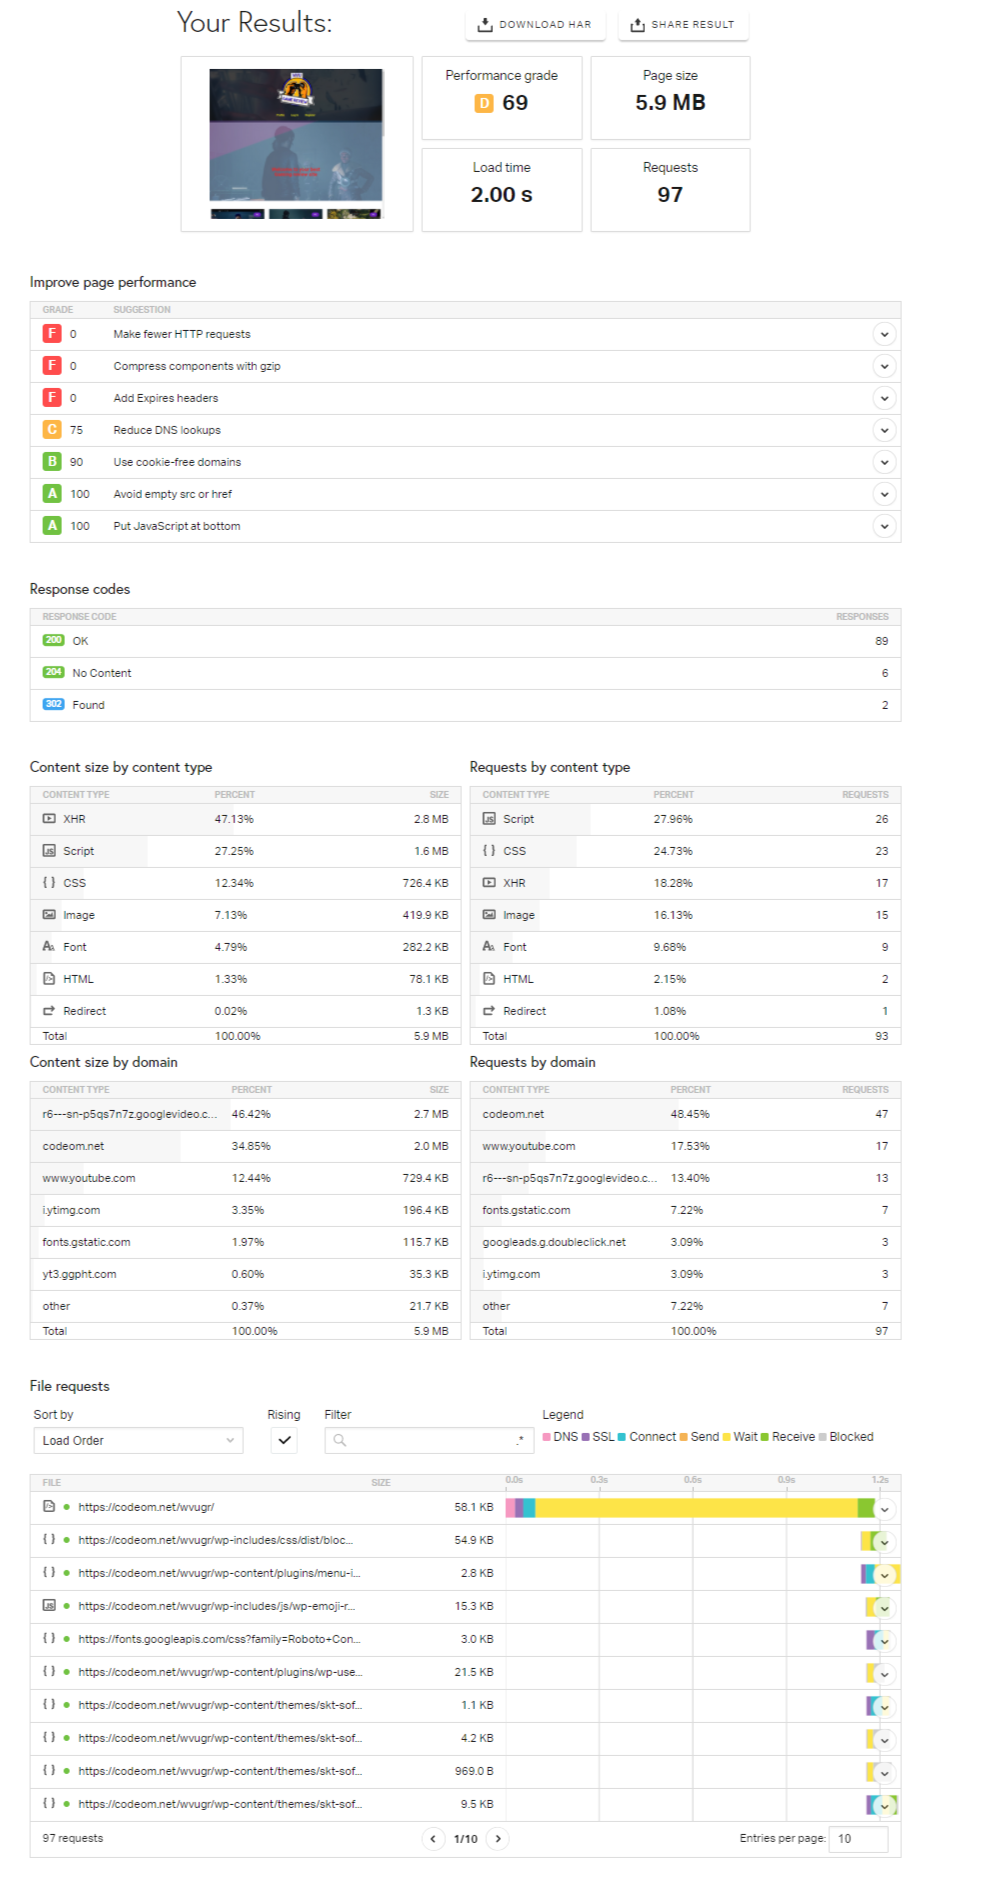 Your Results:
DOWNLOAD HAR
SHARE RESULT
Performance grade
D 69
Page size
5.9 MB
Load time
2.00 s
Requests
97
Improve page performance
GRADE SUGGESTION
F 0 Make fewer HTTP requests
F 0 Compress components with gzip
F 0 Add Expires headers
C 75 Reduce DNS lookups
B 90 Use cookie-free domains
A 100 Avoid empty src or href
A 100 Put JavaScript at bottom
Response codes
RESPONSE CODE RESPONSES
200 OK 89
204 No Content 6
302 Found 2
Content size by content type
CONTENT TYPE PERCENT SIZE
XHR 47.13% 2.8 MB
JS Script 27.25% 1.6 MB
{ } CSS 12.34% 726.4 KB
Image 7.13% 419.9 KB
Font 4.79% 282.2 KB
HTML 1.33% 78.1 KB
Redirect 0.02% 1.3 KB
Total 100.00% 5.9 MB
Requests by content type
CONTENT TYPE PERCENT REQUESTS
JS Script 27.96% 26
{ } CSS 24.73% 23
XHR 18.28% 17
Image 16.13% 15
Font 9.68% 9
HTML 2.15% 2
Redirect 1.08% 1
Total 100.00% 93
Content size by domain
CONTENT TYPE PERCENT SIZE
r6---sn-p5qs7n7z.googlevideo.c... 46.42% 2.7 MB
codeom.net 34.85% 2.0 MB
www.youtube.com 12.44% 729.4 KB
i.ytimg.com 3.35% 196.4 KB
fonts.gstatic.com 1.97% 115.7 KB
yt3.ggpht.com 0.60% 35.3 KB
other 0.37% 21.7 KB
Total 100.00% 5.9 MB
Requests by domain
CONTENT TYPE PERCENT REQUESTS
codeom.net 48.45% 47
www.youtube.com 17.53% 17
r6---sn-p5qs7n7z.googlevideo.c... 13.40% 13
fonts.gstatic.com 7.22% 7
googleads.g.doubleclick.net 3.09% 3
i.ytimg.com 3.09% 3
other 7.22% 7
Total 100.00% 97
File requests
Sort by Rising Filter Legend
Load Order .* DNS SSL Connect Send Wait Receive Blocked
FILE SIZE 0.0s 0.3s 0.6s 0.9s 1.2s
https://codeom.net/wvugr/ 58.1 KB
{ } https://codeom.net/wvugr/wp-includes/css/dist/bloc... 54.9 KB
{ } https://codeom.net/wvugr/wp-content/plugins/menu-i... 2.8 KB
JS https://codeom.net/wvugr/wp-includes/js/wp-emoji-r... 15.3 KB
{ } https://fonts.googleapis.com/css?family=Roboto+Con... 3.0 KB
{ } https://codeom.net/wvugr/wp-content/plugins/wp-use... 21.5 KB
{ } https://codeom.net/wvugr/wp-content/themes/skt-sof... 1.1 KB
{ } https://codeom.net/wvugr/wp-content/themes/skt-sof... 4.2 KB
{ } https://codeom.net/wvugr/wp-content/themes/skt-sof... 969.0 B
{ } https://codeom.net/wvugr/wp-content/themes/skt-sof... 9.5 KB
97 requests 1/10 Entries per page: 10